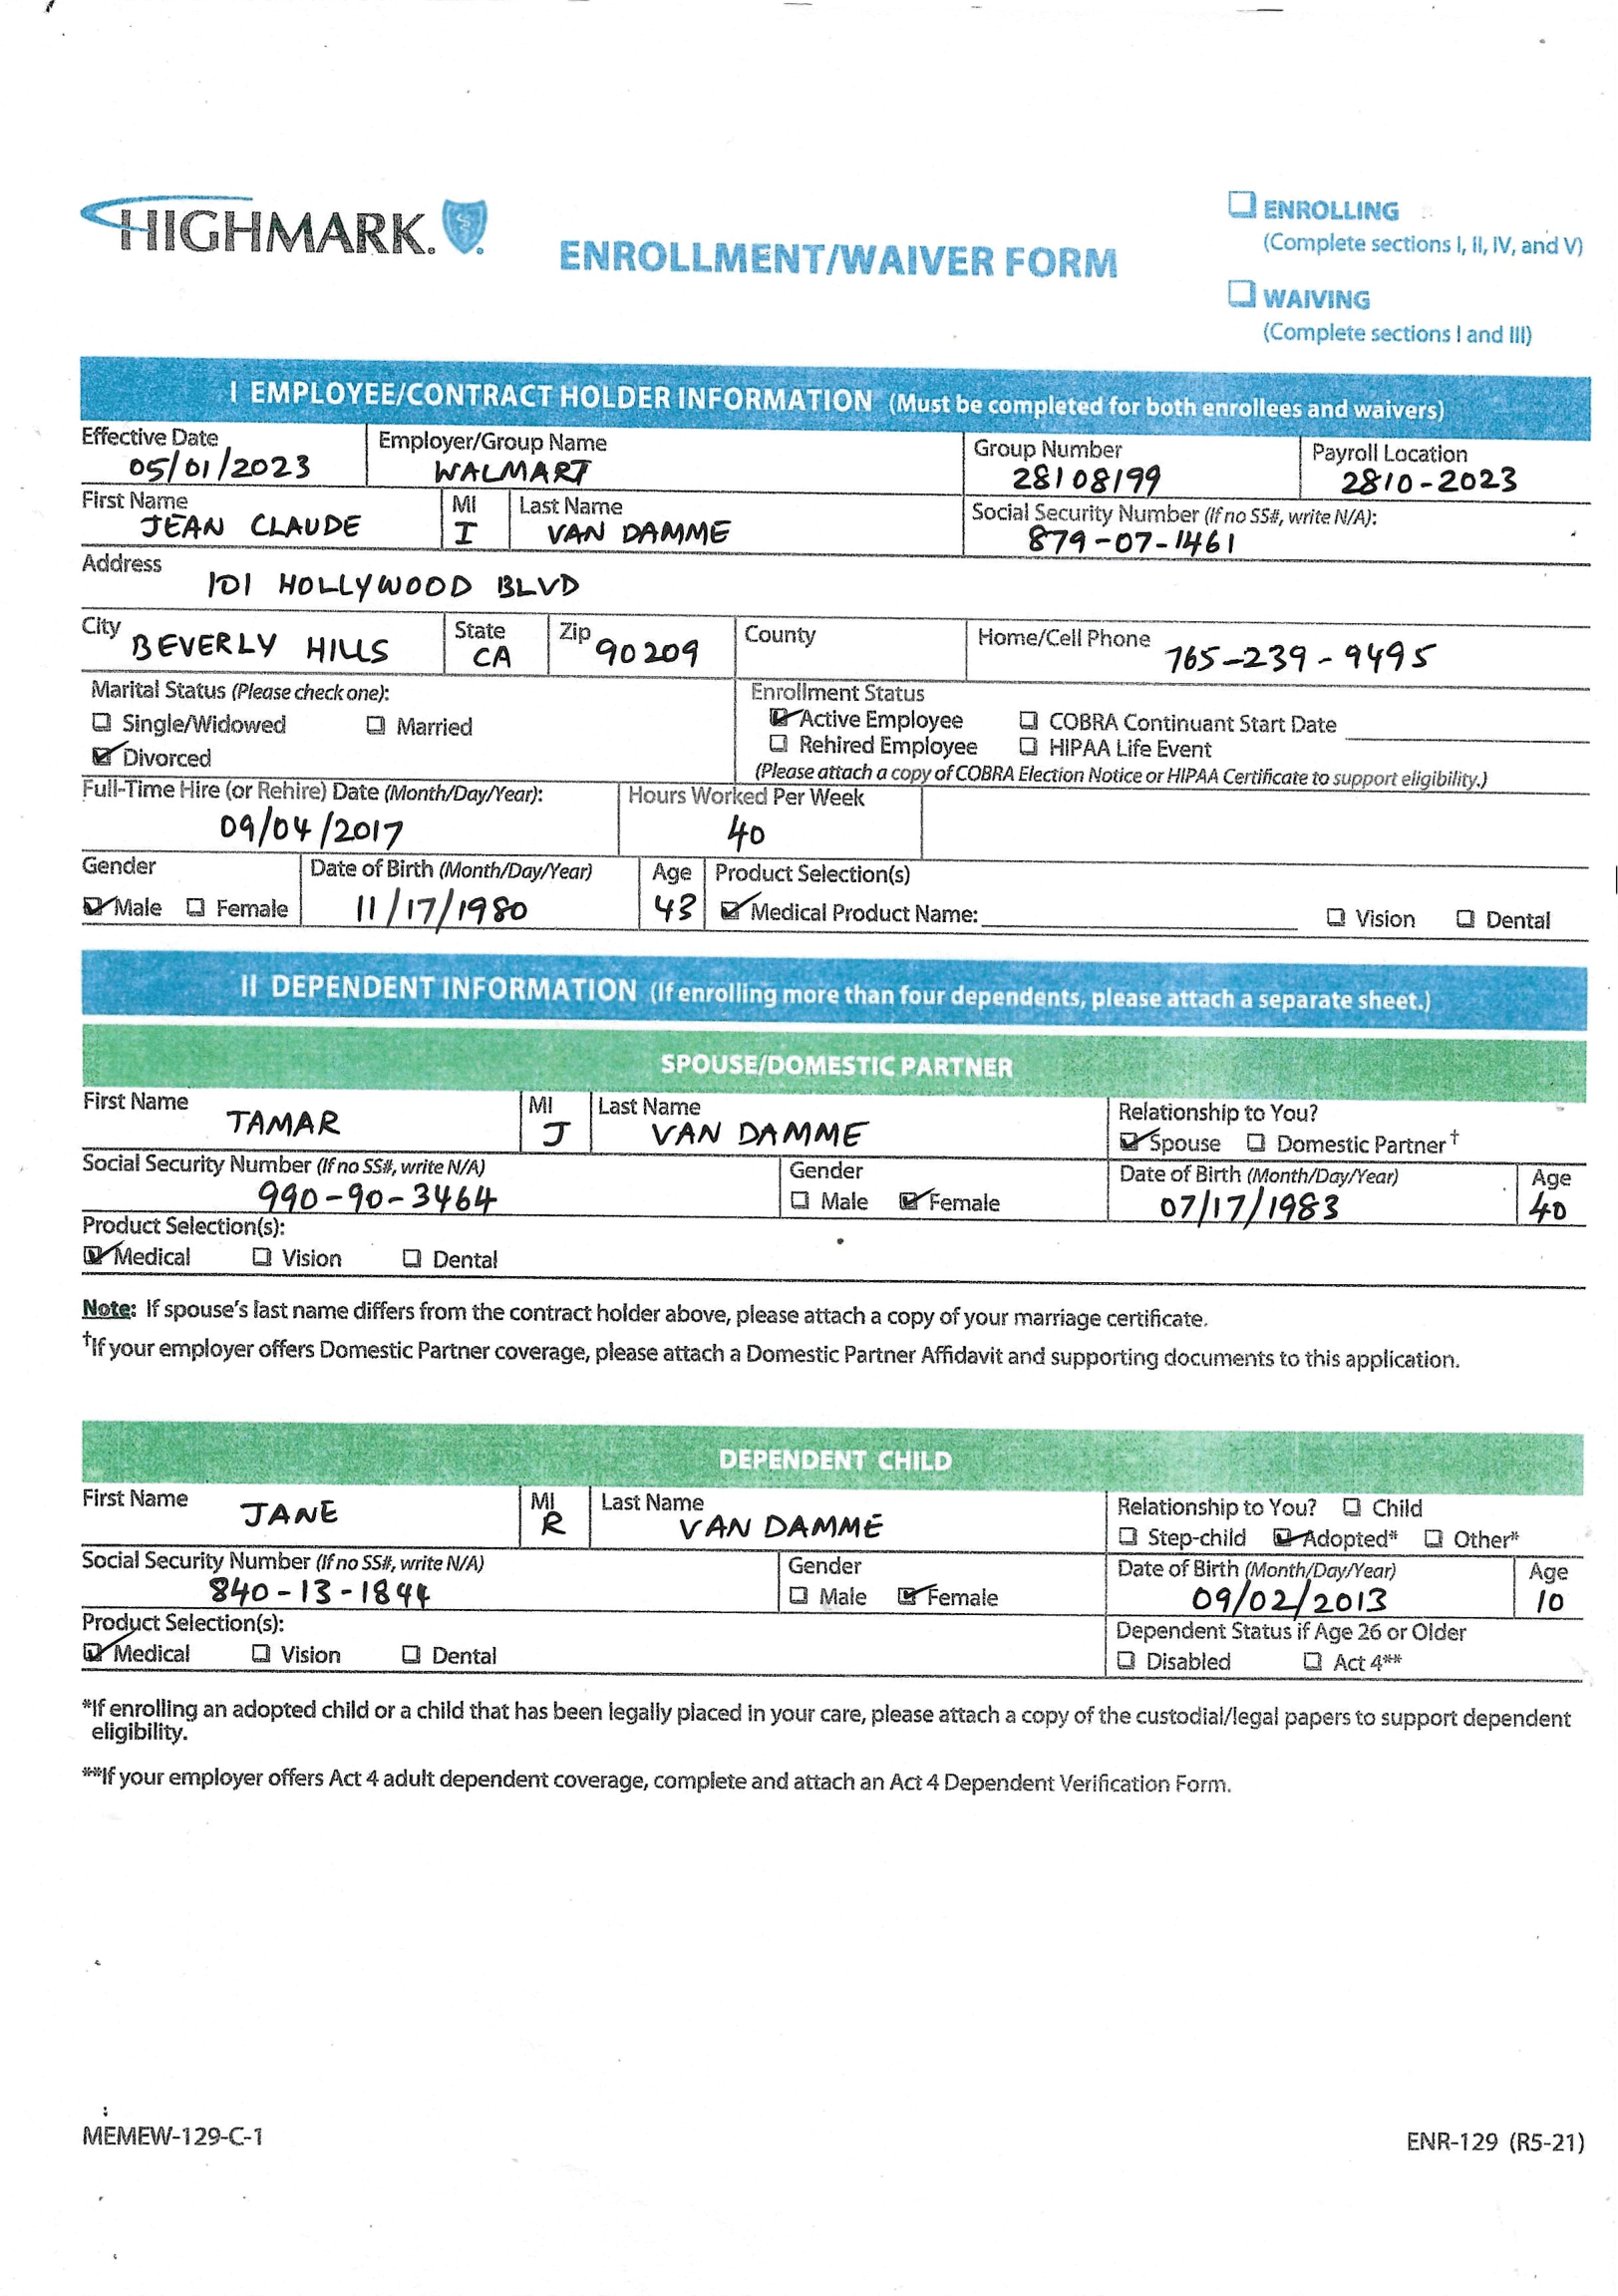 HIGHMARK.
ENROLLMENT/WAIVER FORM
☐ ENROLLING
(Complete sections I, II, IV, and V)
☐ WAIVING
(Complete sections I and III)
I EMPLOYEE/CONTRACT HOLDER INFORMATION (Must be completed for both enrollees and waivers)
Effective Date Employer/Group Name Group Number Payroll Location
05/01/2023 WALMART 28108199 2810-2023
First Name MI Last Name Social Security Number (If no SS#, write N/A):
JEAN CLAUDE I VAN DAMME 879-07-1461
Address
101 HOLLYWOOD BLVD
City BEVERLY HILLS State CA Zip 90209 County Home/Cell Phone 765-239-9495
Marital Status (Please check one): Enrollment Status
☐ Single/Widowed ☐ Married ☑ Active Employee ☐ COBRA Continuant Start Date
☑ Divorced ☐ Rehired Employee ☐ HIPAA Life Event
(Please attach a copy of COBRA Election Notice or HIPAA Certificate to support eligibility.)
Full-Time Hire (or Rehire) Date (Month/Day/Year): Hours Worked Per Week
09/04/2017 40
Gender Date of Birth (Month/Day/Year) Age Product Selection(s)
☑ Male ☐ Female 11/17/1980 43 ☑ Medical Product Name: ☐ Vision ☐ Dental
II DEPENDENT INFORMATION (If enrolling more than four dependents, please attach a separate sheet.)
SPOUSE/DOMESTIC PARTNER
First Name MI Last Name Relationship to You?
TAMAR J VAN DAMME ☑ Spouse ☐ Domestic Partner†
Social Security Number (If no SS#, write N/A) Gender Date of Birth (Month/Day/Year) Age
990-90-3464 ☐ Male ☑ Female 07/17/1983 40
Product Selection(s):
☑ Medical ☐ Vision ☐ Dental
Note: If spouse's last name differs from the contract holder above, please attach a copy of your marriage certificate.
†If your employer offers Domestic Partner coverage, please attach a Domestic Partner Affidavit and supporting documents to this application.
DEPENDENT CHILD
First Name MI Last Name Relationship to You? ☐ Child
JANE R VAN DAMME ☐ Step-child ☑ Adopted* ☐ Other*
Social Security Number (If no SS#, write N/A) Gender Date of Birth (Month/Day/Year) Age
840-13-1844 ☐ Male ☑ Female 09/02/2013 10
Product Selection(s): Dependent Status if Age 26 or Older
☑ Medical ☐ Vision ☐ Dental ☐ Disabled ☐ Act 4**
*If enrolling an adopted child or a child that has been legally placed in your care, please attach a copy of the custodial/legal papers to support dependent
eligibility.
**If your employer offers Act 4 adult dependent coverage, complete and attach an Act 4 Dependent Verification Form.
MEMEW-129-C-1
ENR-129 (R5-21)